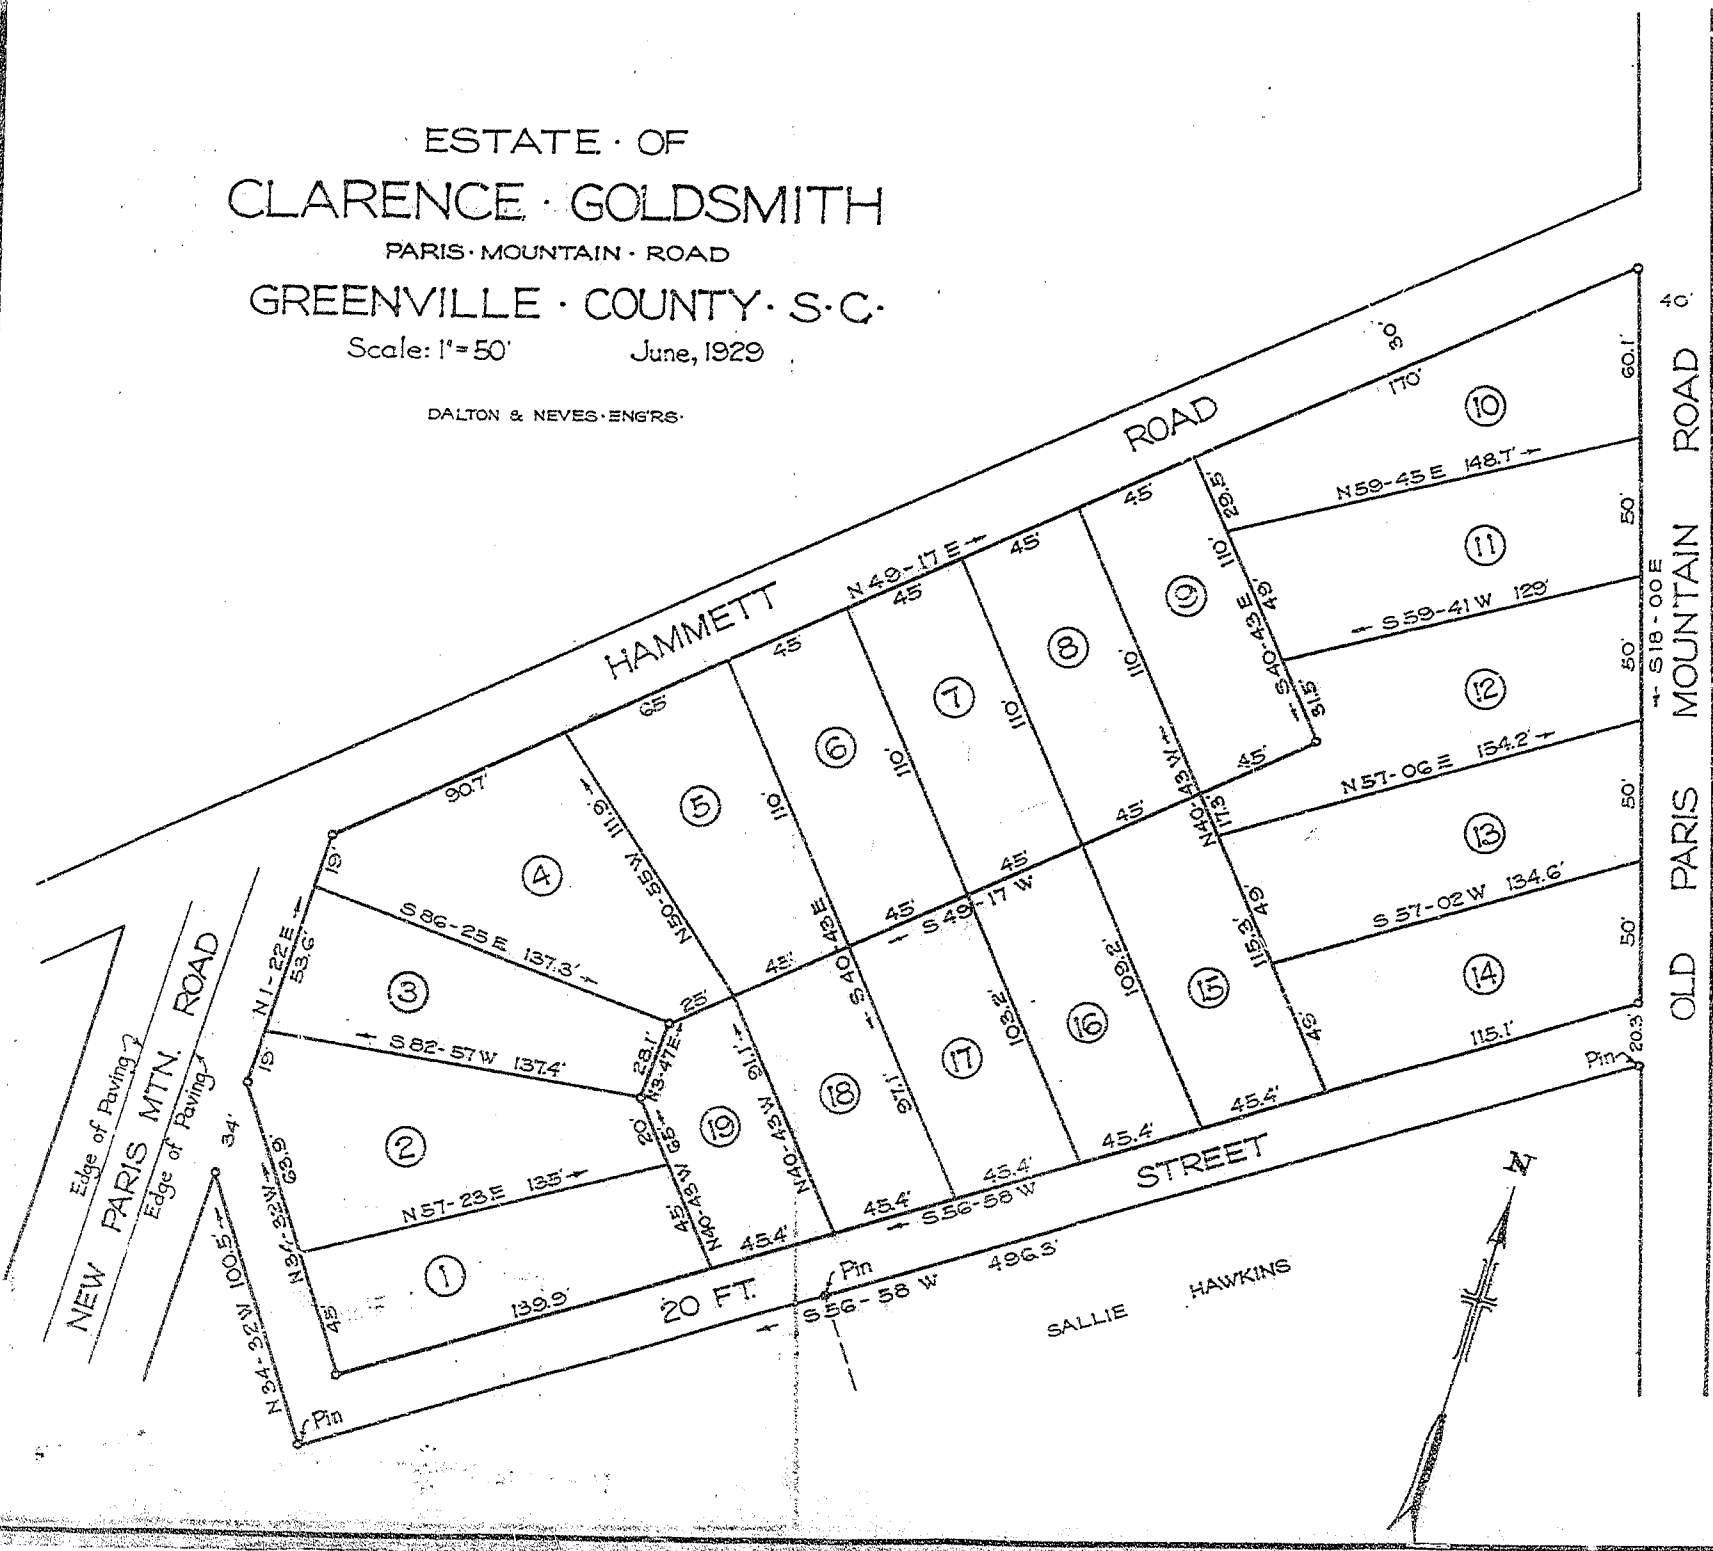 ESTATE · OF
CLARENCE · GOLDSMITH
PARIS · MOUNTAIN · ROAD
GREENVILLE · COUNTY · S·C·
Scale: 1"=50' June, 1929
DALTON & NEVES · ENG'RS ·
HAMMETT ROAD
30'
40'
N 49-17 E
90.7'
65'
45'
45'
45'
45'
170'
OLD PARIS MOUNTAIN ROAD
S 18-00 E
60.1'
50'
50'
50'
50'
20.3'
Pin
10
N 59-45 E 148.7'
11
S 59-41 W 129'
12
N 57-06 E 154.2'
13
S 57-02 W 134.6'
14
115.1'
29.5'
110'
49'
S 40-43 E
31.5'
9
110'
8
110'
7
110'
6
110'
5
111.9'
N 50-55 W
4
19'
S 86-25 E 137.3'
3
N 1-22 E
53.6'
S 82-57 W 137.4'
19'
2
63.9'
N 34-32 W
N 57-23 E 135'
1
45'
139.9'
25'
45'
45'
45'
45'
45'
S 49-17 W
28.1'
N 3-47 E
20'
65'
N 40-43 W
45'
19
91.1'
N 40-43 W
18
S 40-43 E
97.1'
17
103.2'
16
109.2'
15
N 40-43 W
17.3'
49'
115.3'
49'
45.4'
45.4'
45.4'
45.4'
45.4'
S 56-58 W
20 FT. STREET
Pin
S 56-58 W 496.3'
SALLIE HAWKINS
NEW PARIS MTN. ROAD
Edge of Paving
Edge of Paving
34'
N 34-32 W 100.5'
Pin
N